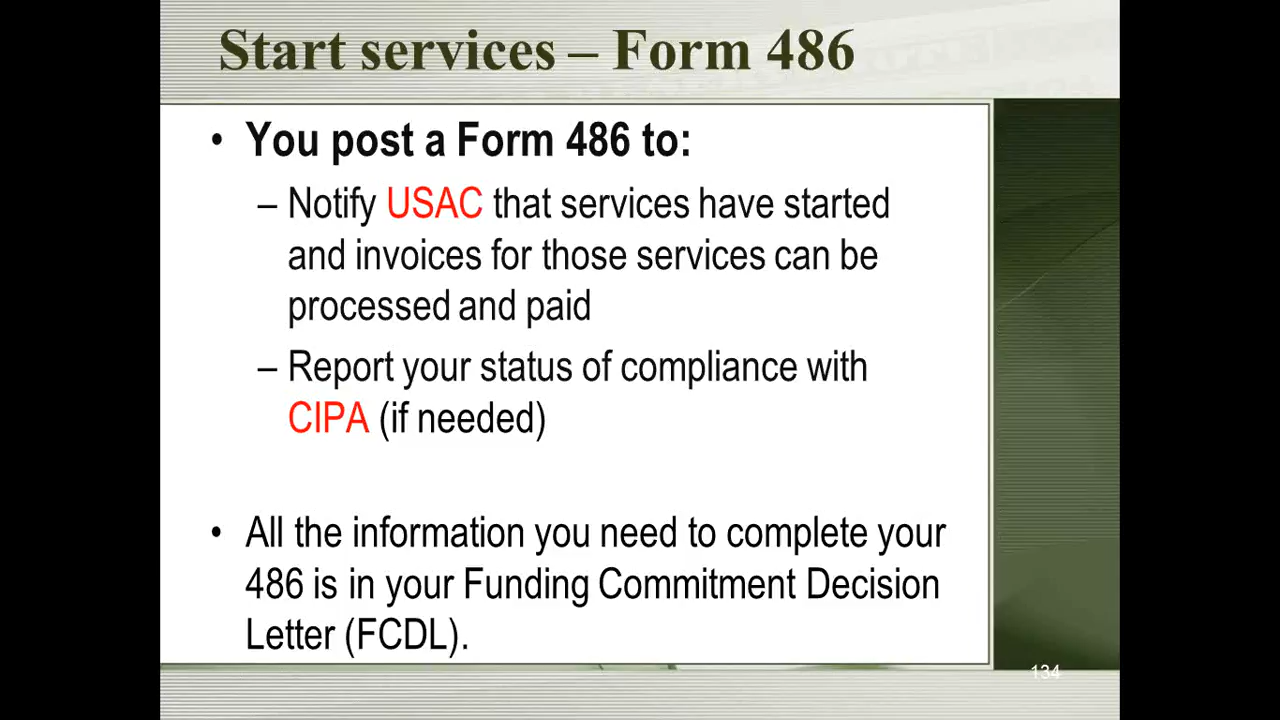 Start services – Form 486
• You post a Form 486 to:
– Notify USAC that services have started
and invoices for those services can be
processed and paid
– Report your status of compliance with
CIPA (if needed)
• All the information you need to complete your
486 is in your Funding Commitment Decision
Letter (FCDL).
134